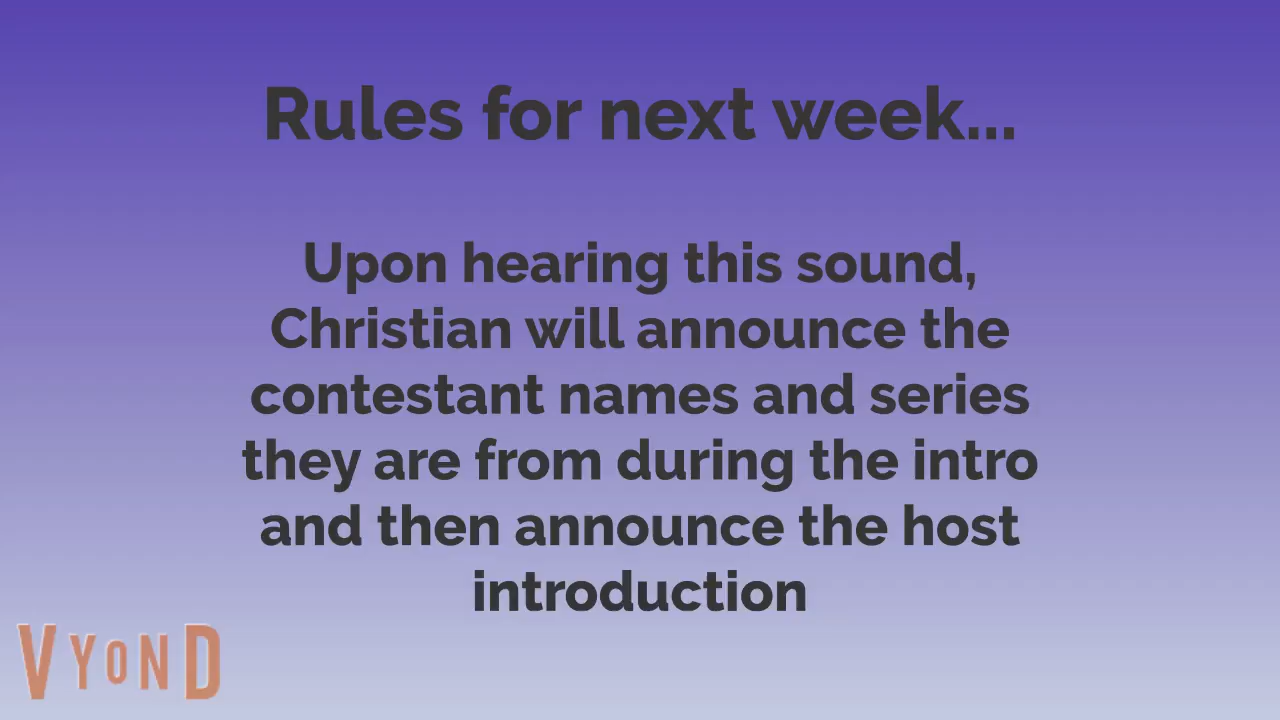 Rules for next week...
Upon hearing this sound,
Christian will announce the
contestant names and series
they are from during the intro
and then announce the host
introduction
VYOND